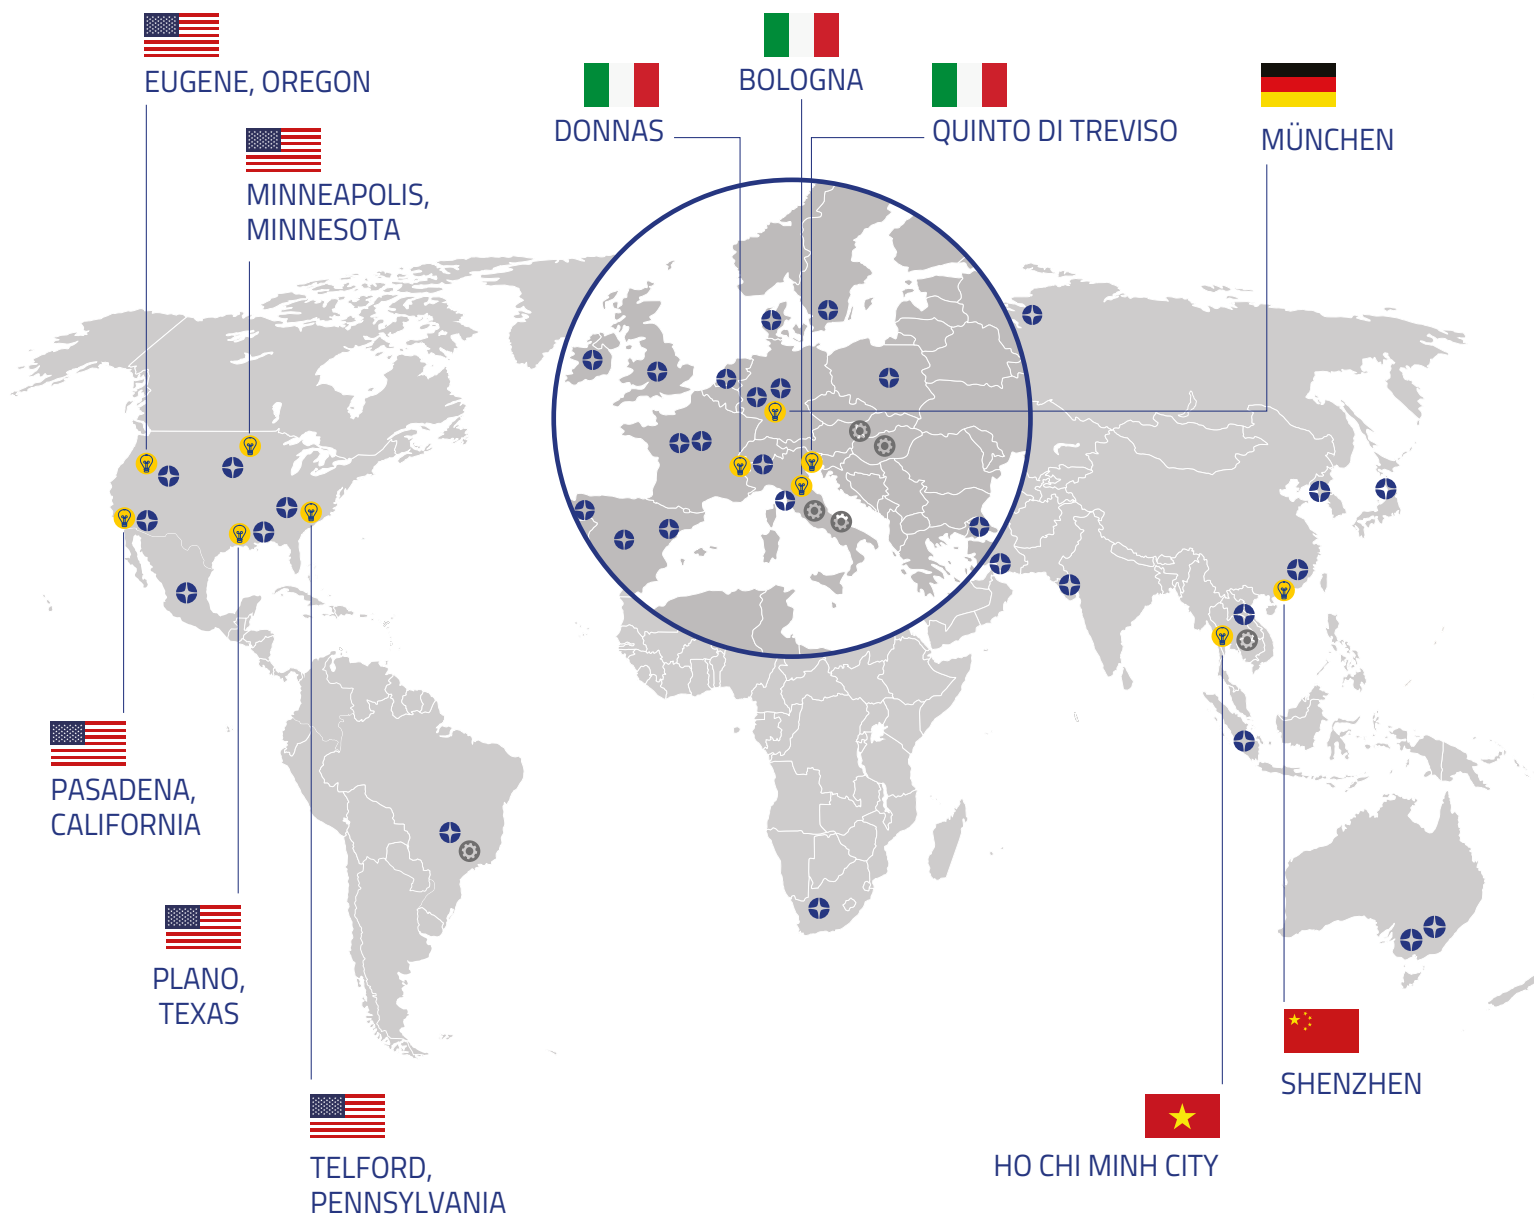 EUGENE, OREGON
MINNEAPOLIS,
MINNESOTA
DONNAS
BOLOGNA
QUINTO DI TREVISO
MÜNCHEN
PASADENA,
CALIFORNIA
PLANO,
TEXAS
TELFORD,
PENNSYLVANIA
SHENZHEN
HO CHI MINH CITY